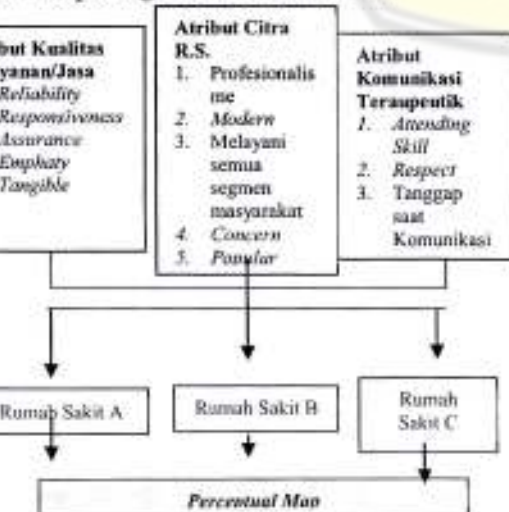 but Kualitas
yanan/Jasa
Reliability
Responsiveness
Assurance
Emphaty
Tangible
Atribut Citra
R.S.
1. Profesionalis
me
2. Modern
3. Melayani
semua
segmen
masyarakat
4. Concern
5. Popular
Atribut
Komunikasi
Teraupeutik
1. Attending
Skill
2. Respect
3. Tanggap
saat
Komunikasi
Rumah Sakit A
Rumah Sakit B
Rumah
Sakit C
Percentual Map